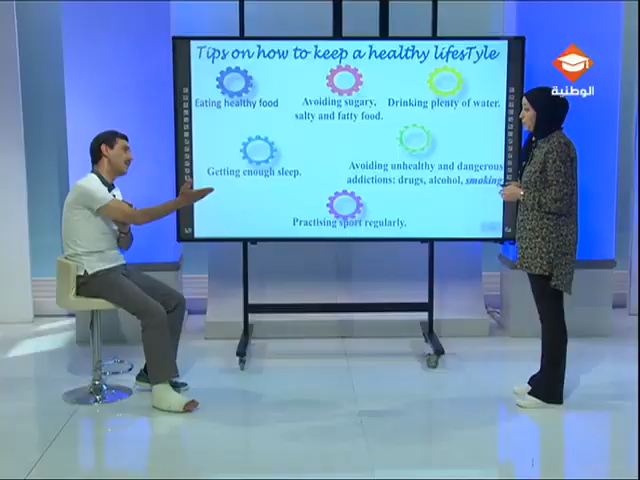 Tips on how to keep a healthy lifesTyle
Eating healthy food
Avoiding sugary,
salty and fatty food.
Drinking plenty of water.
Getting enough sleep.
Avoiding unhealthy and dangerous
addictions: drugs, alcohol, smoking
Practising sport regularly.
الوطنية